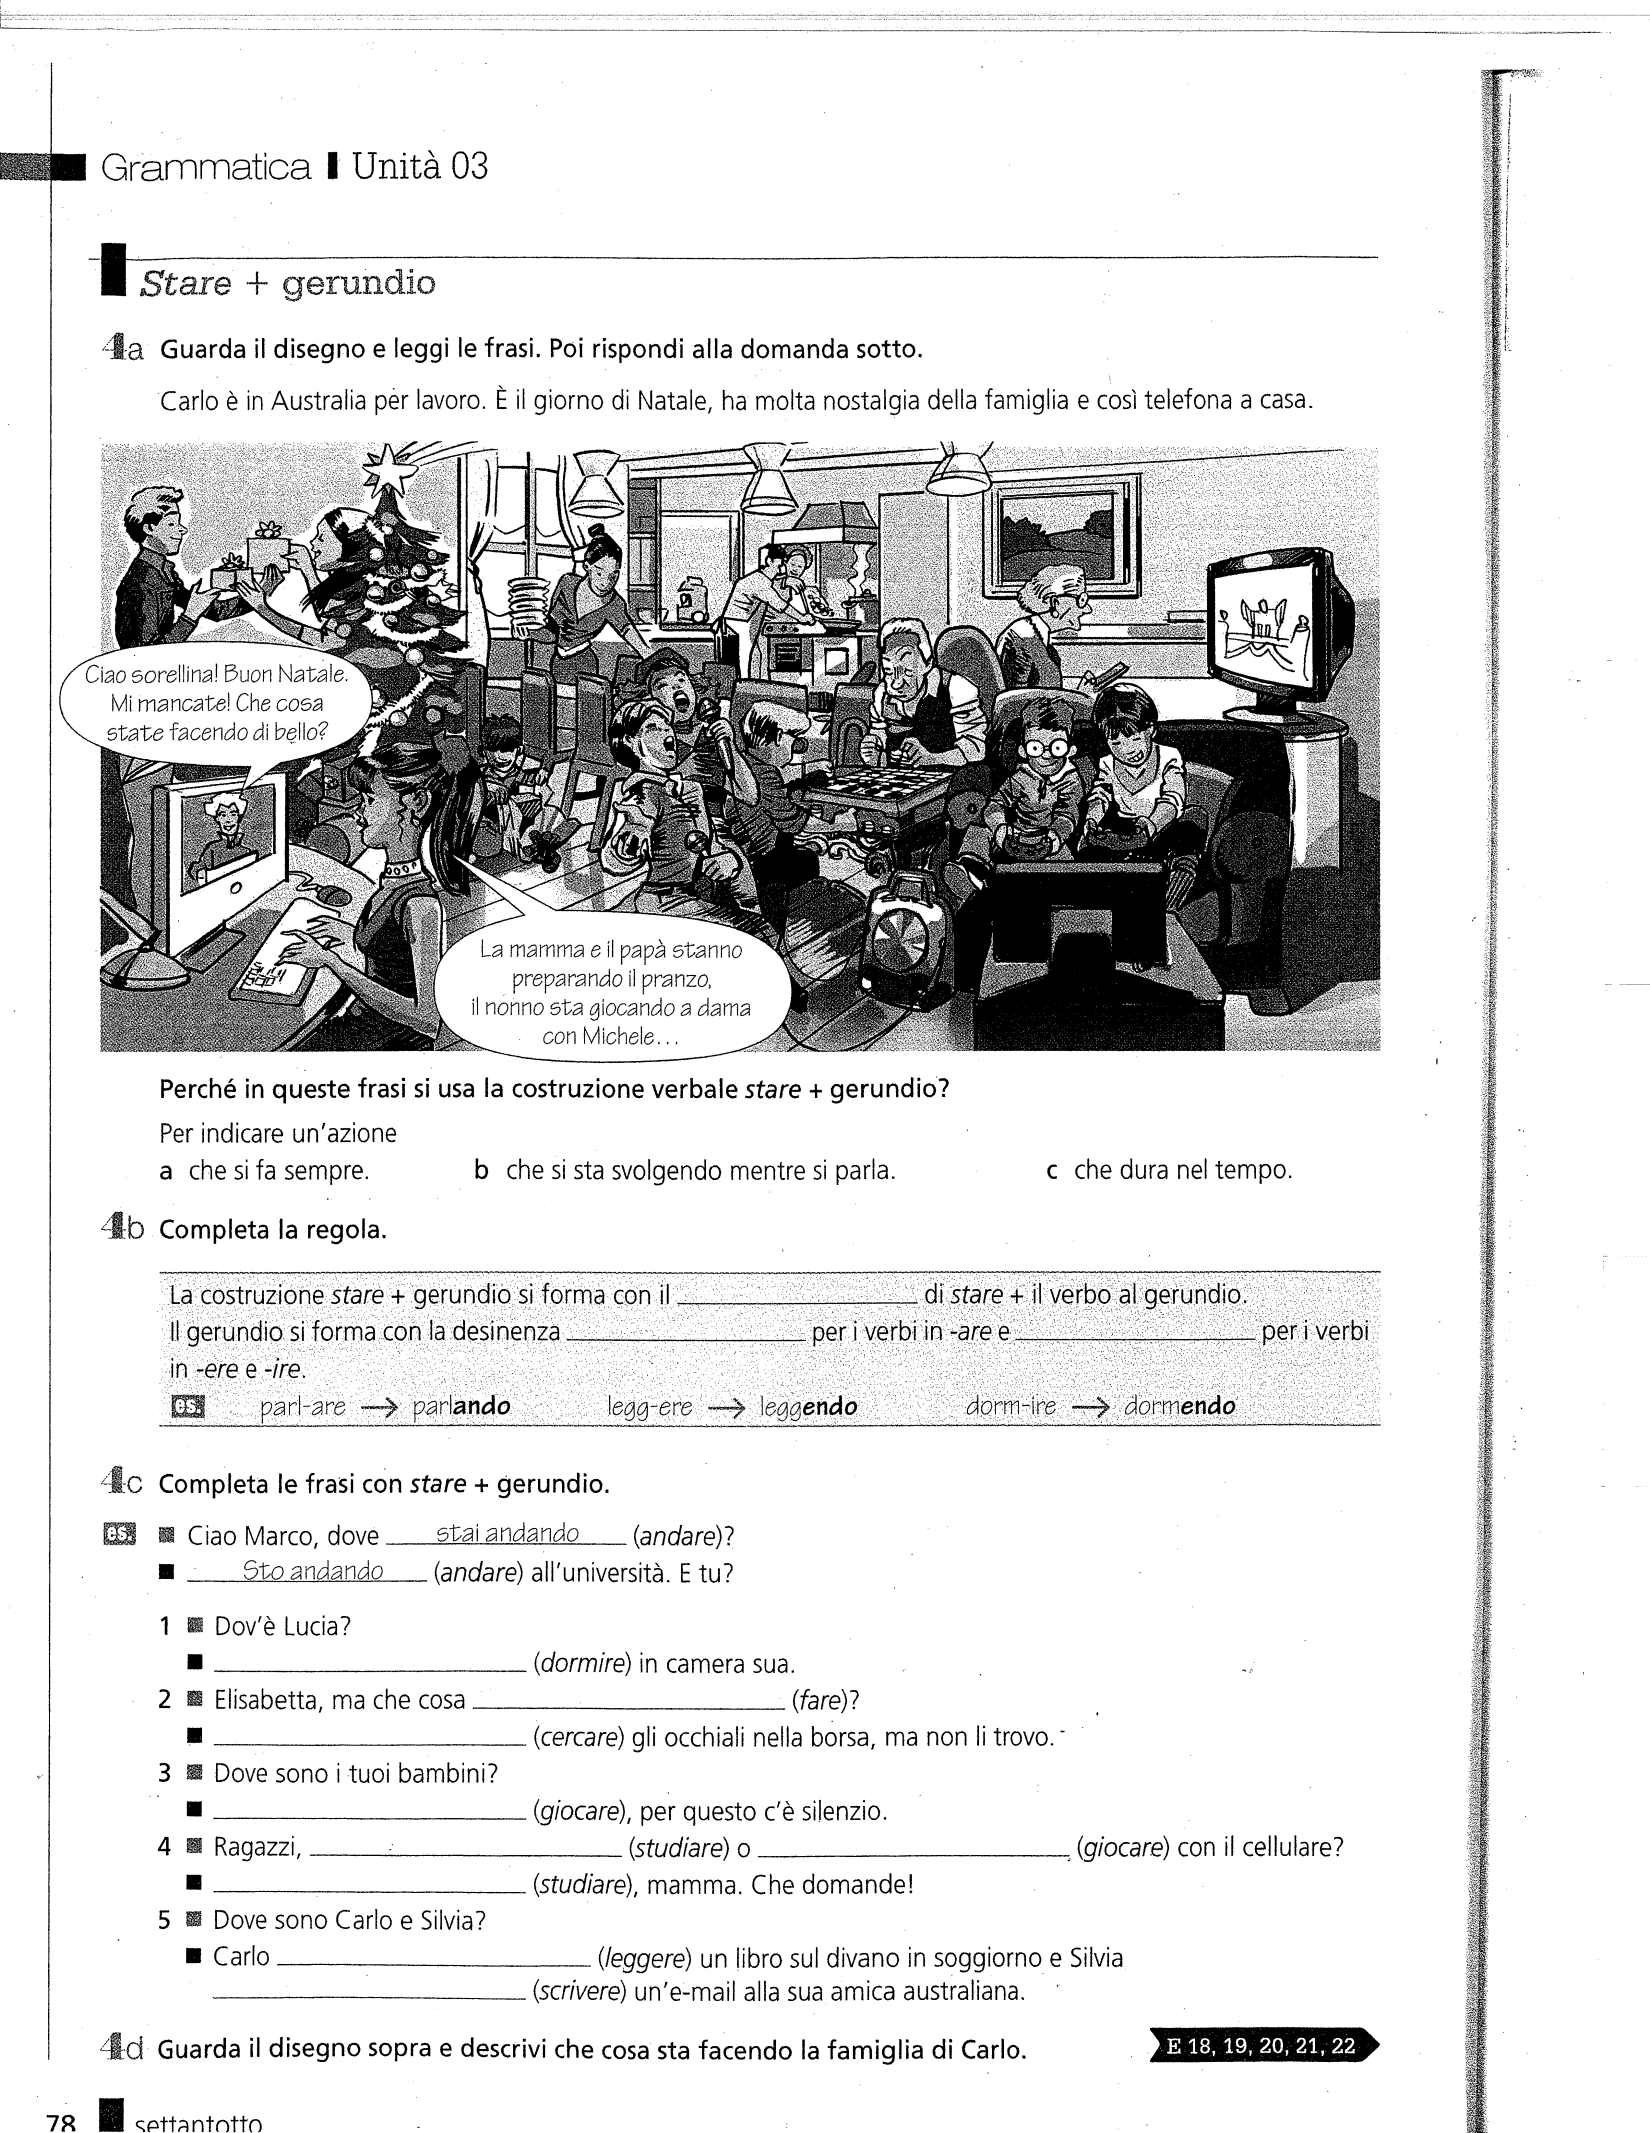 Grammatica Unità 03
Stare + gerundio
4a Guarda il disegno e leggi le frasi. Poi rispondi alla domanda sotto.
Carlo è in Australia per lavoro. È il giorno di Natale, ha molta nostalgia della famiglia e così telefona a casa.
Ciao sorellina! Buon Natale.
Mi mancate! Che cosa
state facendo di bello?
La mamma e il papà stanno
preparando il pranzo,
il nonno sta giocando a dama
con Michele...
Perché in queste frasi si usa la costruzione verbale stare + gerundio?
Per indicare un'azione
a che si fa sempre. b che si sta svolgendo mentre si parla. c che dura nel tempo.
4b Completa la regola.
La costruzione stare + gerundio si forma con il ____________ di stare + il verbo al gerundio.
Il gerundio si forma con la desinenza ____________ per i verbi in -are e ____________ per i verbi
in -ere e -ire.
es. parl-are → parlando legg-ere → leggendo dorm-ire → dormendo
4c Completa le frasi con stare + gerundio.
es. ■ Ciao Marco, dove stai andando (andare)?
■ Sto andando (andare) all'università. E tu?
1 ■ Dov'è Lucia?
■ ____________ (dormire) in camera sua.
2 ■ Elisabetta, ma che cosa ____________ (fare)?
■ ____________ (cercare) gli occhiali nella borsa, ma non li trovo.
3 ■ Dove sono i tuoi bambini?
■ ____________ (giocare), per questo c'è silenzio.
4 ■ Ragazzi, ____________ (studiare) o ____________ (giocare) con il cellulare?
■ ____________ (studiare), mamma. Che domande!
5 ■ Dove sono Carlo e Silvia?
■ Carlo ____________ (leggere) un libro sul divano in soggiorno e Silvia
____________ (scrivere) un'e-mail alla sua amica australiana.
4d Guarda il disegno sopra e descrivi che cosa sta facendo la famiglia di Carlo.
E 18, 19, 20, 21, 22
78 settantotto